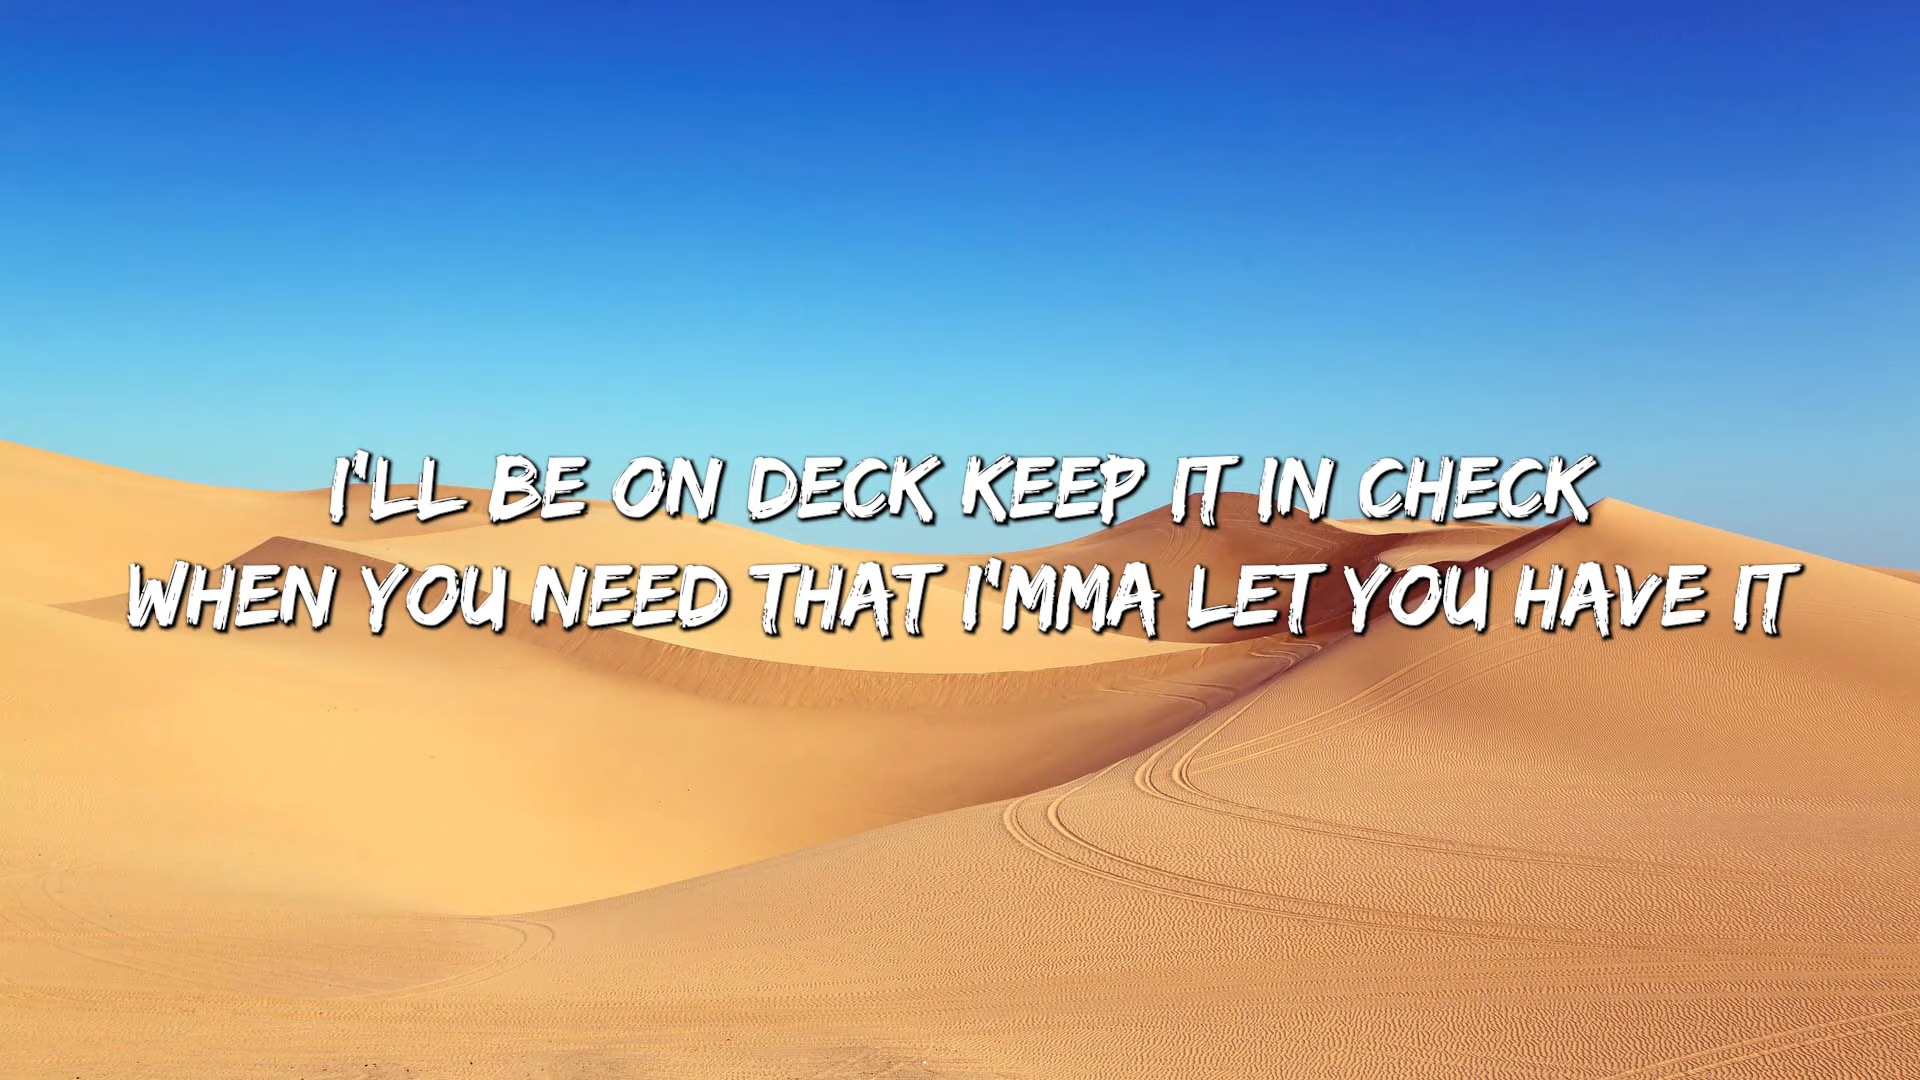 I'LL BE ON DECK KEEP IT IN CHECK
WHEN YOU NEED THAT I'MMA LET YOU HAVE IT